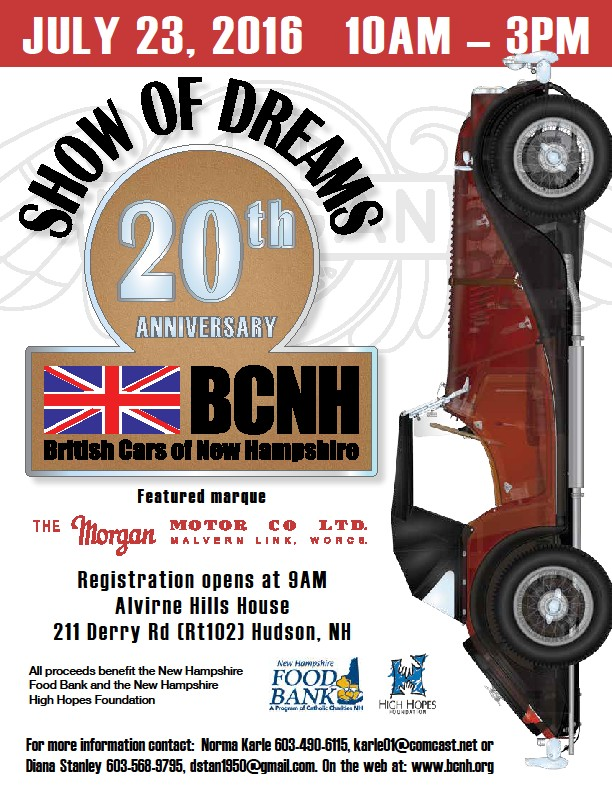 JULY 23, 2016 10AM – 3PM
SHOW OF DREAMS
20th
ANNIVERSARY
BCNH
British Cars of New Hampshire
Featured marque
THE Morgan MOTOR CO LTD.
MALVERN LINK, WORCS.
Registration opens at 9AM
Alvirne Hills House
211 Derry Rd (Rt102) Hudson, NH
All proceeds benefit the New Hampshire
Food Bank and the New Hampshire
High Hopes Foundation
New Hampshire
FOOD
BANK
A Program of Catholic Charities NH
HIGH HOPES
FOUNDATION
For more information contact: Norma Karle 603-490-6115, karle01@comcast.net or
Diana Stanley 603-568-9795, dstan1950@gmail.com. On the web at: www.bcnh.org